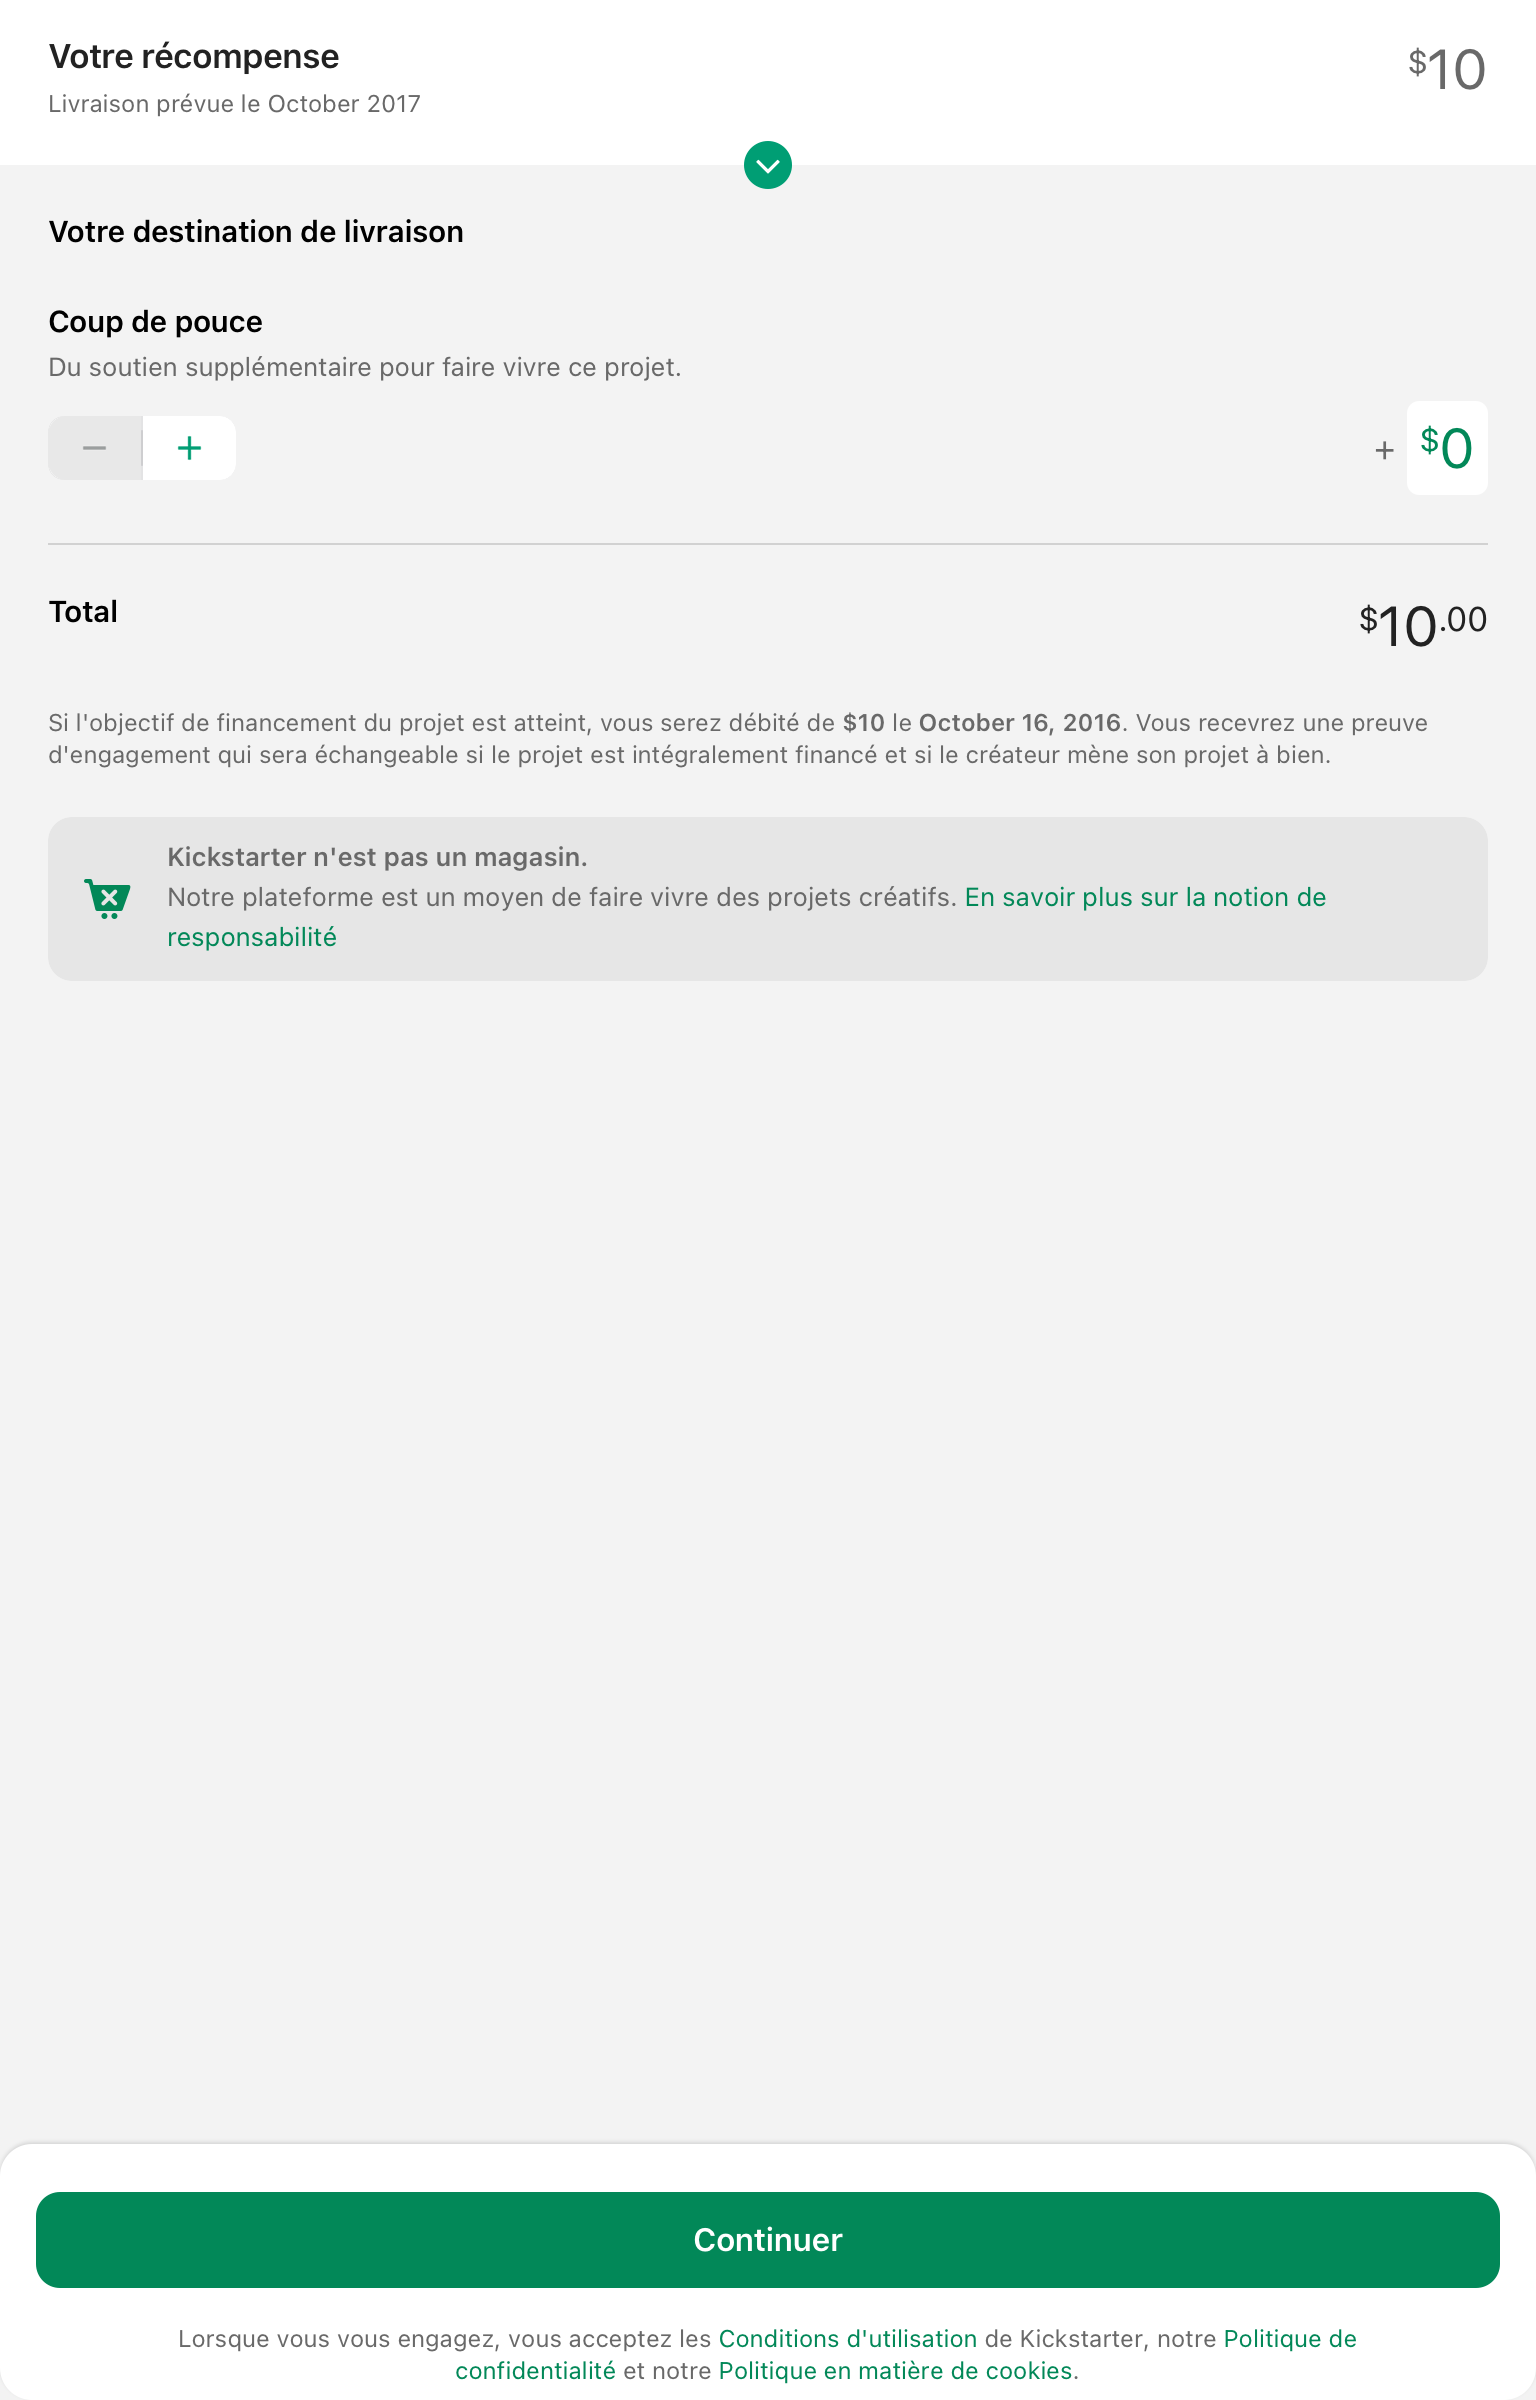 Votre récompense
$10
Livraison prévue le October 2017
Votre destination de livraison
Coup de pouce
Du soutien supplémentaire pour faire vivre ce projet.
+ $0
Total
$10.00
Si l'objectif de financement du projet est atteint, vous serez débité de $10 le October 16, 2016. Vous recevrez une preuve
d'engagement qui sera échangeable si le projet est intégralement financé et si le créateur mène son projet à bien.
Kickstarter n'est pas un magasin.
Notre plateforme est un moyen de faire vivre des projets créatifs. En savoir plus sur la notion de
responsabilité
Continuer
Lorsque vous vous engagez, vous acceptez les Conditions d'utilisation de Kickstarter, notre Politique de
confidentialité et notre Politique en matière de cookies.